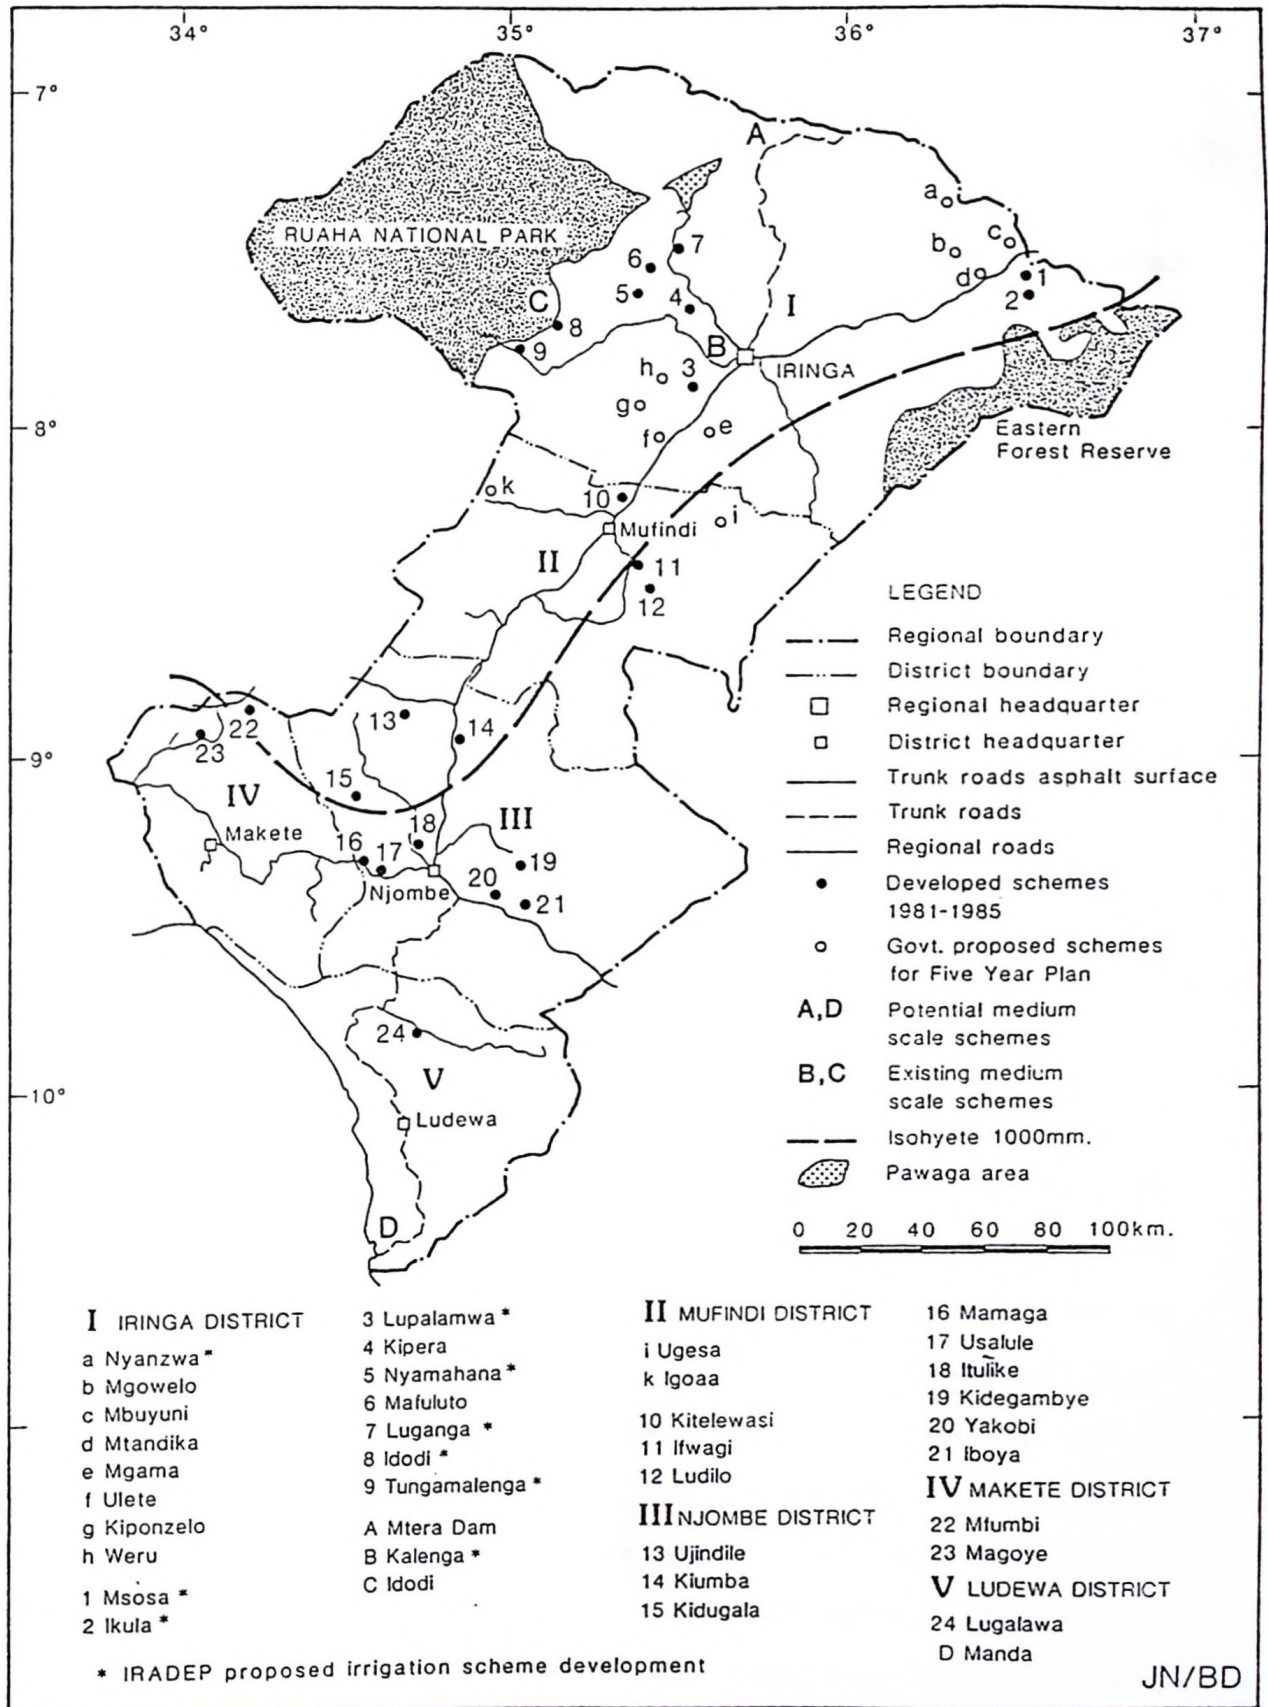 34° 35° 36° 37°
7°
A
a
RUAHA NATIONAL PARK
7
c
b
6
d
1
5
4
I
2
C
8
B
9
IRINGA
h
3
g
f
e
8°
Eastern
Forest Reserve
k
10
i
Mufindi
II
11
12
LEGEND
Regional boundary
District boundary
Regional headquarter
District headquarter
Trunk roads asphalt surface
Trunk roads
Regional roads
Developed schemes
1981-1985
Govt. proposed schemes
for Five Year Plan
A,D Potential medium
scale schemes
B,C Existing medium
scale schemes
Isohyete 1000mm.
Pawaga area
0 20 40 60 80 100km.
22
13
14
23
9°
15
IV
III
Makete
18
16
17
19
20
Njombe
21
24
V
10°
Ludewa
D
I IRINGA DISTRICT
a Nyanzwa *
b Mgowelo
c Mbuyuni
d Mtandika
e Mgama
f Ulete
g Kiponzelo
h Weru
1 Msosa *
2 Ikula *
3 Lupalamwa *
4 Kipera
5 Nyamahana *
6 Mafuluto
7 Luganga *
8 Idodi *
9 Tungamalenga *
A Mtera Dam
B Kalenga *
C Idodi
II MUFINDI DISTRICT
i Ugesa
k Igoaa
10 Kitelewasi
11 Ifwagi
12 Ludilo
III NJOMBE DISTRICT
13 Ujindile
14 Kiumba
15 Kidugala
16 Mamaga
17 Usalule
18 Itulike
19 Kidegambye
20 Yakobi
21 Iboya
IV MAKETE DISTRICT
22 Mfumbi
23 Magoye
V LUDEWA DISTRICT
24 Lugalawa
D Manda
* IRADEP proposed irrigation scheme development
JN/BD